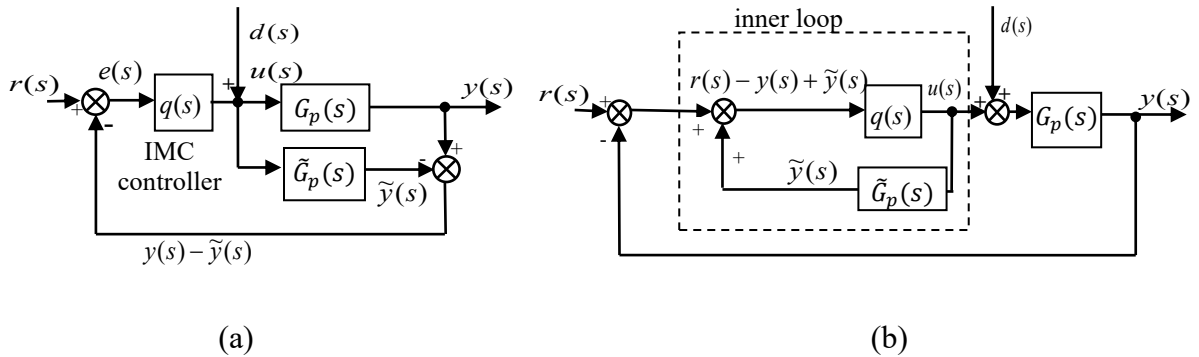 d(s)
r(s)
+
-
e(s)
q(s)
IMC
controller
+
u(s)
G_p(s)
G̃_p(s)
-
+
ỹ(s)
y(s)
y(s) − ỹ(s)
(a)
inner loop
r(s)
+
-
r(s) − y(s) + ỹ(s)
+
+
q(s)
u(s)
ỹ(s)
G̃_p(s)
d(s)
+
+
G_p(s)
y(s)
(b)